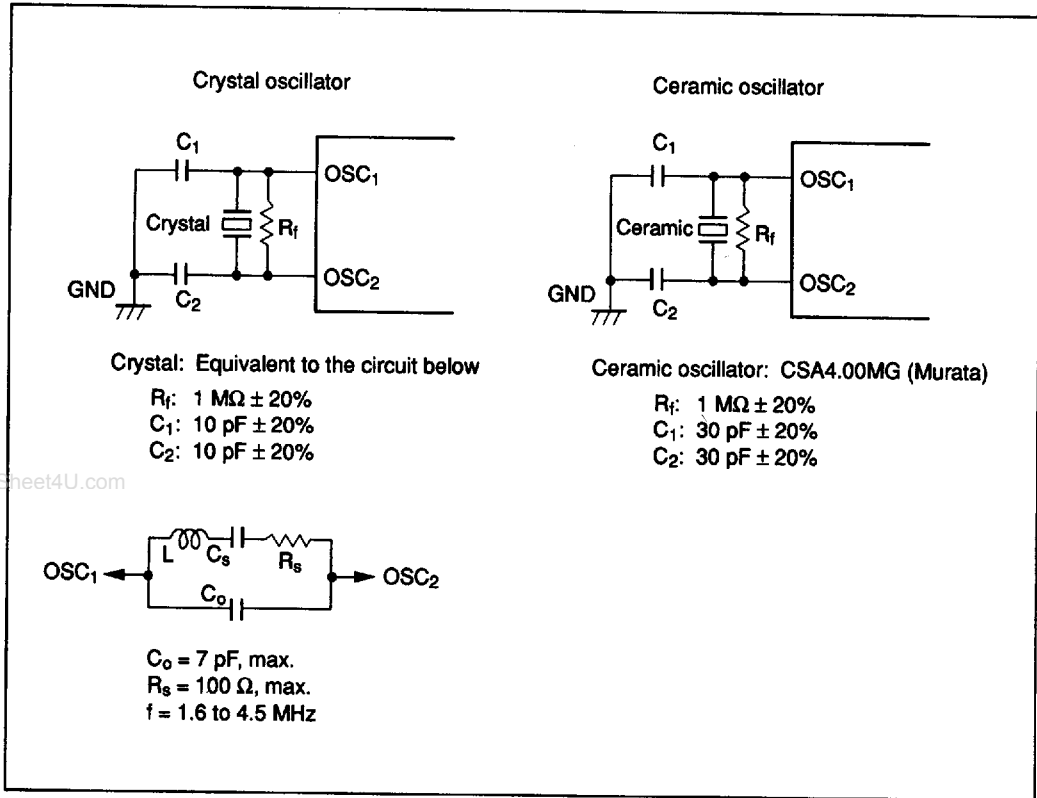 Crystal oscillator
C1
OSC1
Crystal
Rf
OSC2
GND
C2
Crystal: Equivalent to the circuit below
Rf: 1 MΩ ± 20%
C1: 10 pF ± 20%
C2: 10 pF ± 20%
Ceramic oscillator
C1
OSC1
Ceramic
Rf
OSC2
GND
C2
Ceramic oscillator: CSA4.00MG (Murata)
Rf: 1 MΩ ± 20%
C1: 30 pF ± 20%
C2: 30 pF ± 20%
Sheet4U.com
L
Cs
Rs
OSC1
OSC2
Co
Co = 7 pF, max.
Rs = 100 Ω, max.
f = 1.6 to 4.5 MHz